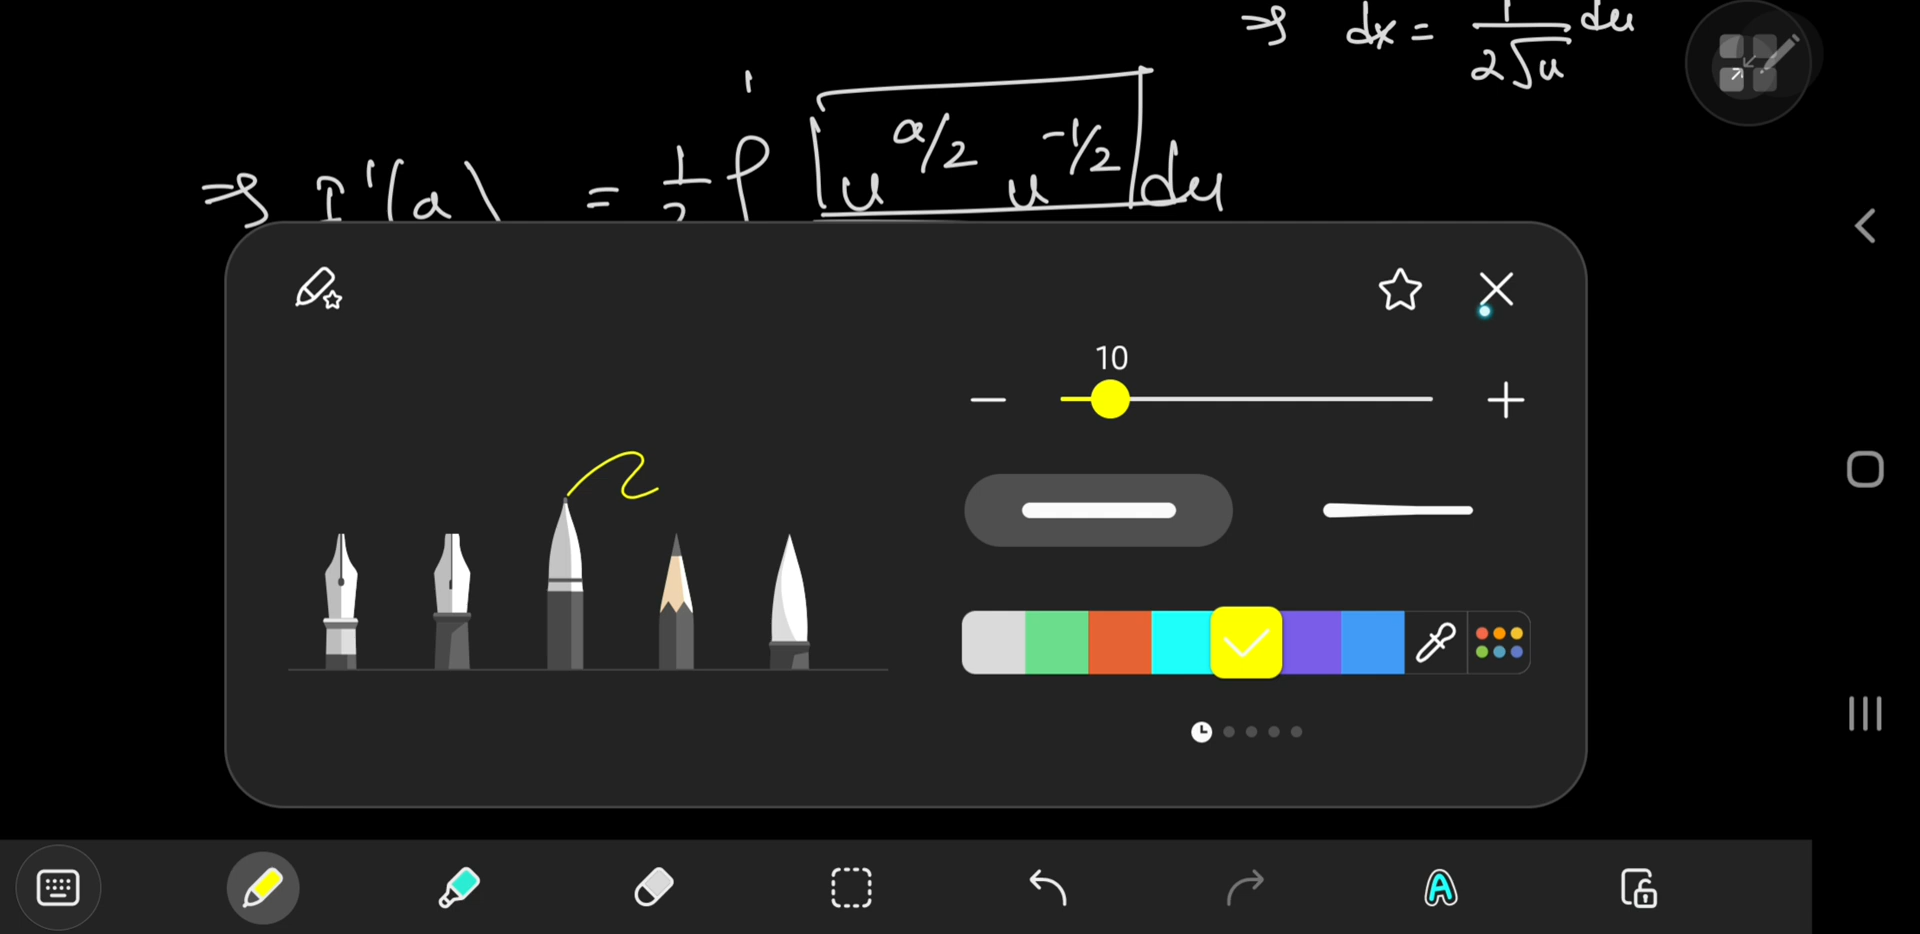 ⇒ dx = 1/(2√u) du
⇒ I'(a) = 1/2 ∫ [u^(a/2) u^(-1/2)] du
10
A